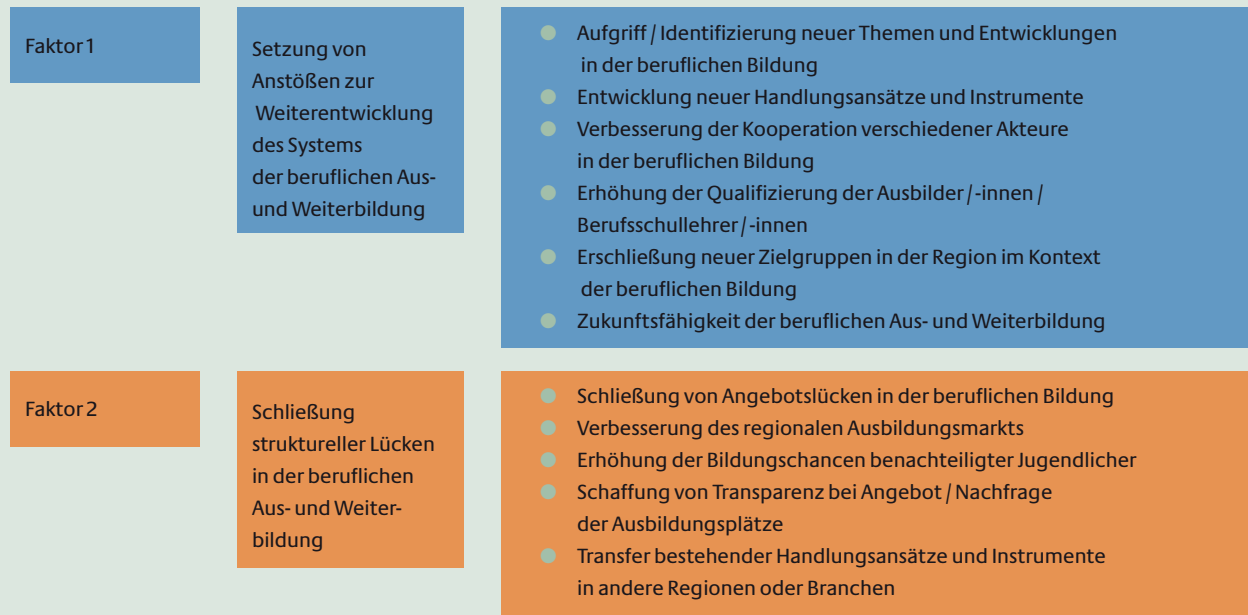 Faktor 1
Setzung von
Anstößen zur
Weiterentwicklung
des Systems
der beruflichen Aus-
und Weiterbildung
Aufgriff / Identifizierung neuer Themen und Entwicklungen
in der beruflichen Bildung
Entwicklung neuer Handlungsansätze und Instrumente
Verbesserung der Kooperation verschiedener Akteure
in der beruflichen Bildung
Erhöhung der Qualifizierung der Ausbilder / -innen /
Berufsschullehrer / -innen
Erschließung neuer Zielgruppen in der Region im Kontext
der beruflichen Bildung
Zukunftsfähigkeit der beruflichen Aus- und Weiterbildung
Faktor 2
Schließung
struktureller Lücken
in der beruflichen
Aus- und Weiter-
bildung
Schließung von Angebotslücken in der beruflichen Bildung
Verbesserung des regionalen Ausbildungsmarkts
Erhöhung der Bildungschancen benachteiligter Jugendlicher
Schaffung von Transparenz bei Angebot / Nachfrage
der Ausbildungsplätze
Transfer bestehender Handlungsansätze und Instrumente
in andere Regionen oder Branchen